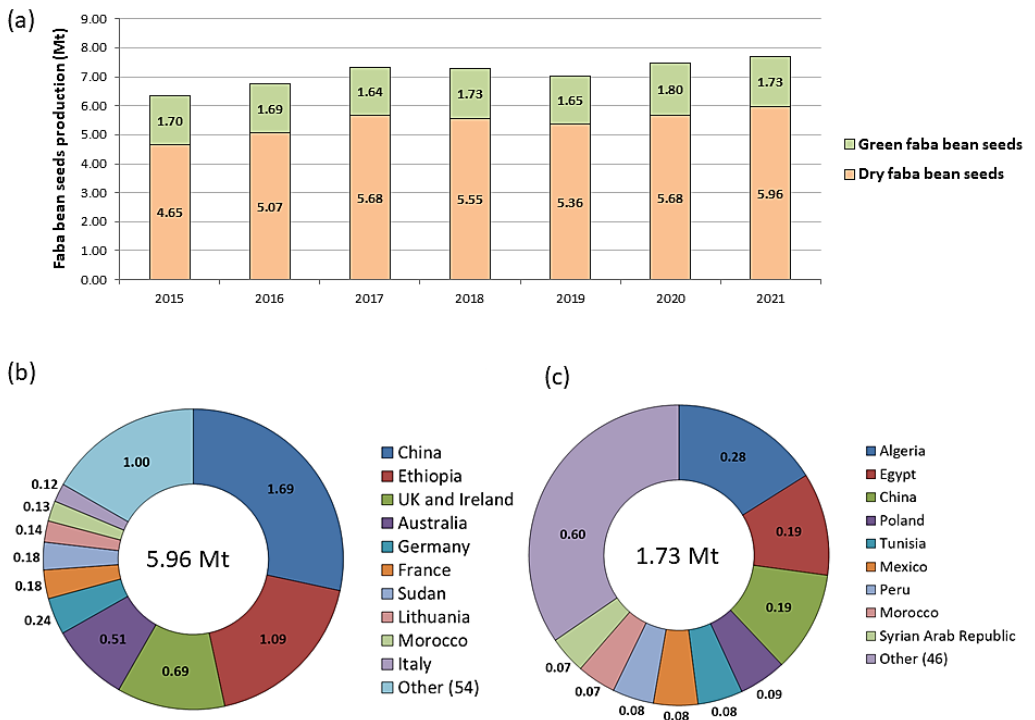 (a)
Faba bean seeds production (Mt)
9.00
8.00
7.00
6.00
5.00
4.00
3.00
2.00
1.00
0.00
1.70
1.69
1.64
1.73
1.65
1.80
1.73
4.65
5.07
5.68
5.55
5.36
5.68
5.96
2015
2016
2017
2018
2019
2020
2021
Green faba bean seeds
Dry faba bean seeds
(b)
1.69
1.09
0.69
0.51
0.24
0.18
0.18
0.14
0.13
0.12
1.00
5.96 Mt
China
Ethiopia
UK and Ireland
Australia
Germany
France
Sudan
Lithuania
Morocco
Italy
Other (54)
(c)
0.28
0.19
0.19
0.09
0.08
0.08
0.08
0.07
0.07
0.60
1.73 Mt
Algeria
Egypt
China
Poland
Tunisia
Mexico
Peru
Morocco
Syrian Arab Republic
Other (46)